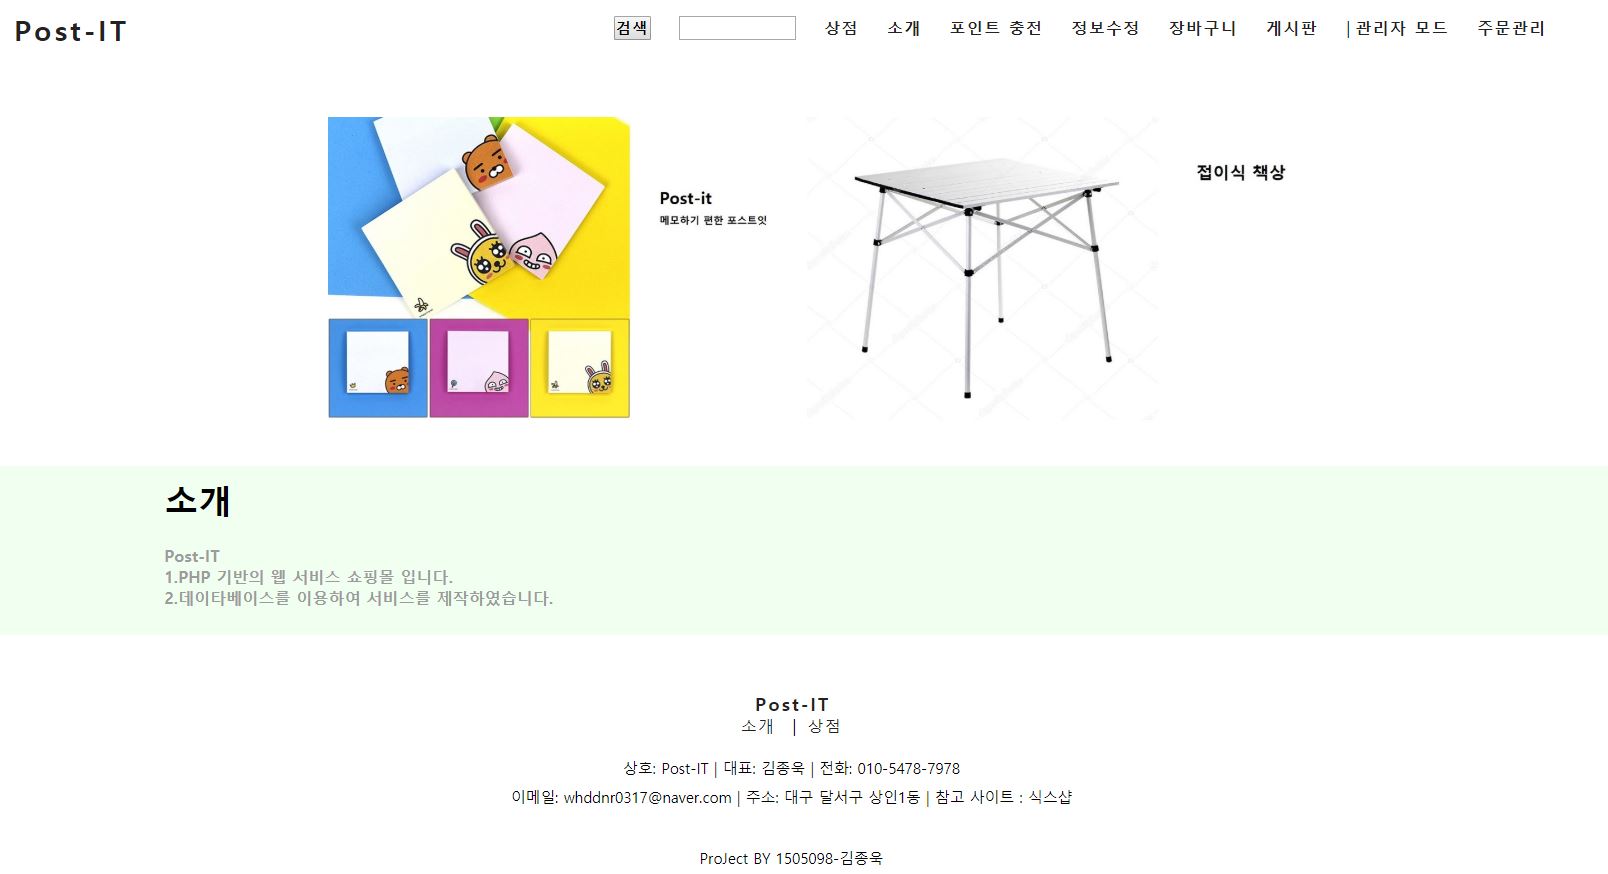 Post-IT
검색 상점 소개 포인트 충전 정보수정 장바구니 게시판 | 관리자 모드 주문관리
Post-it
메모하기 편한 포스트잇
접이식 책상
소개
Post-IT
1.PHP 기반의 웹 서비스 쇼핑몰 입니다.
2.데이타베이스를 이용하여 서비스를 제작하였습니다.
Post-IT
소개 | 상점
상호: Post-IT | 대표: 김종욱 | 전화: 010-5478-7978
이메일: whddnr0317@naver.com | 주소: 대구 달서구 상인1동 | 참고 사이트 : 식스샵
ProJect BY 1505098-김종욱